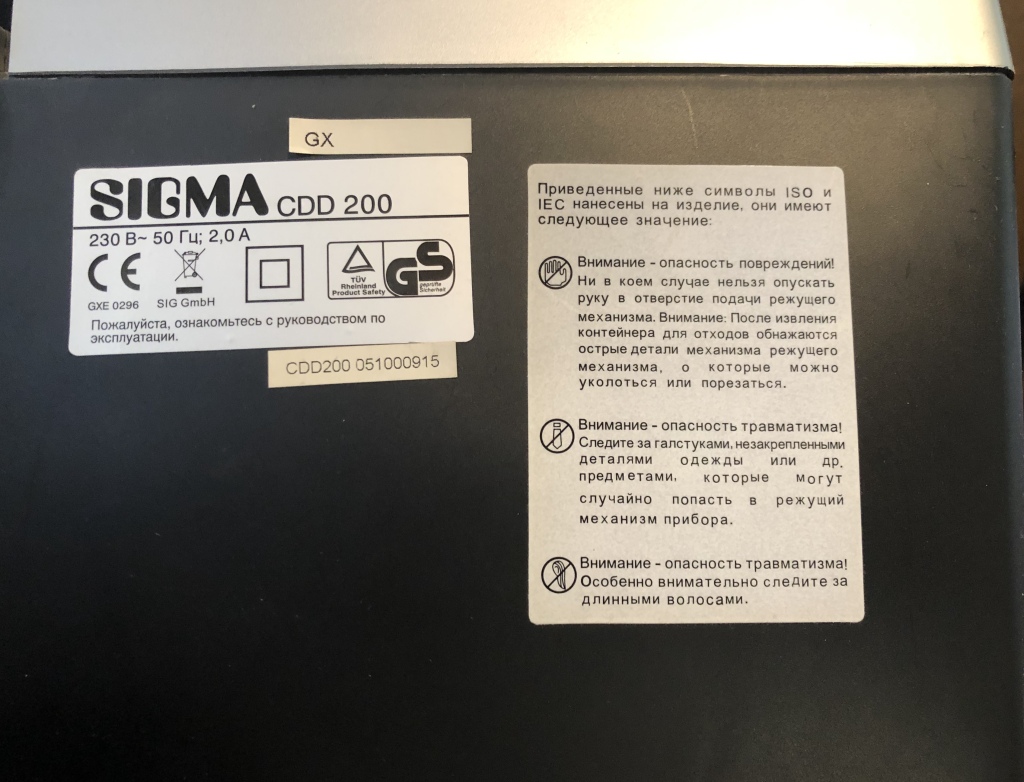 GX
SIGMA CDD 200
230 В~ 50 Гц; 2,0 А
CE
GXE 0296
SIG GmbH
TÜV
Rheinland
Product Safety
GS
geprüfte
Sicherheit
Пожалуйста, ознакомьтесь с руководством по
эксплуатации.
CDD200 051000915
Приведенные ниже символы ISO и
IEC нанесены на изделие, они имеют
следующее значение:
Внимание - опасность повреждений!
Ни в коем случае нельзя опускать
руку в отверстие подачи режущего
механизма. Внимание: После извления
контейнера для отходов обнажаются
острые детали механизма режущего
механизма, о которые можно
уколоться или порезаться.
Внимание - опасность травматизма!
Следите за галстуками, незакрепленными
деталями одежды или др.
предметами, которые могут
случайно попасть в режущий
механизм прибора.
Внимание - опасность травматизма!
Особенно внимательно следите за
длинными волосами.